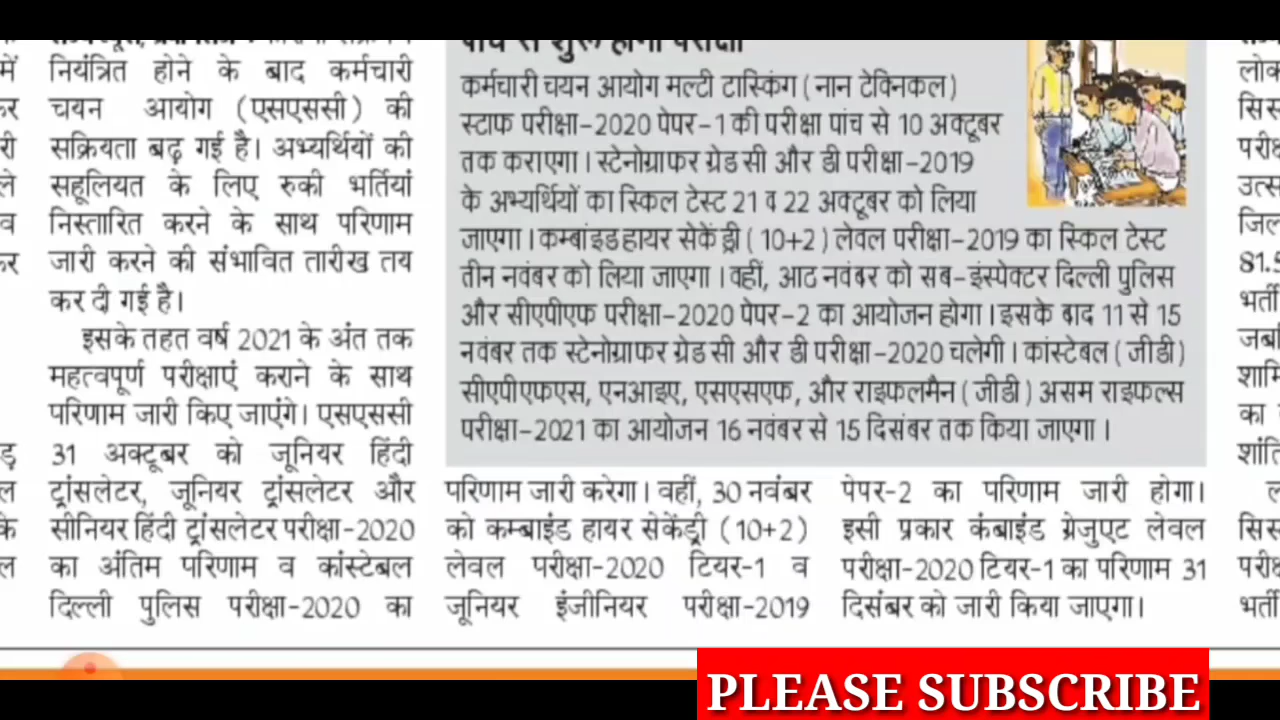 नियंत्रित होने के बाद कर्मचारी
चयन आयोग (एसएससी) की
सक्रियता बढ़ गई है। अभ्यर्थियों की
सहूलियत के लिए रुकी भर्तियां
निस्तारित करने के साथ परिणाम
जारी करने की संभावित तारीख तय
कर दी गई है।
इसके तहत वर्ष 2021 के अंत तक
महत्वपूर्ण परीक्षाएं कराने के साथ
परिणाम जारी किए जाएंगे। एसएससी
31 अक्टूबर को जूनियर हिंदी
ट्रांसलेटर, जूनियर ट्रांसलेटर और
सीनियर हिंदी ट्रांसलेटर परीक्षा-2020
का अंतिम परिणाम व कांस्टेबल
दिल्ली पुलिस परीक्षा-2020 का
पांच से शुरू होगी परीक्षा
कर्मचारी चयन आयोग मल्टी टास्किंग (नान टेक्निकल)
स्टाफ परीक्षा-2020 पेपर-1 की परीक्षा पांच से 10 अक्टूबर
तक कराएगा। स्टेनोग्राफर ग्रेड सी और डी परीक्षा-2019
के अभ्यर्थियों का स्किल टेस्ट 21 व 22 अक्टूबर को लिया
जाएगा। कम्बांइड हायर सेकेंड्री (10+2) लेवल परीक्षा-2019 का स्किल टेस्ट
तीन नवंबर को लिया जाएगा। वहीं, आठ नवंबर को सब-इंस्पेक्टर दिल्ली पुलिस
और सीएपीएफ परीक्षा-2020 पेपर-2 का आयोजन होगा। इसके बाद 11 से 15
नवंबर तक स्टेनोग्राफर ग्रेड सी और डी परीक्षा-2020 चलेगी। कांस्टेबल (जीडी)
सीएपीएफएस, एनआइए, एसएसएफ, और राइफलमैन (जीडी) असम राइफल्स
परीक्षा-2021 का आयोजन 16 नवंबर से 15 दिसंबर तक किया जाएगा।
परिणाम जारी करेगा। वहीं, 30 नवंबर
को कम्बाइंड हायर सेकेंड्री (10+2)
लेवल परीक्षा-2020 टियर-1 व
जूनियर इंजीनियर परीक्षा-2019
पेपर-2 का परिणाम जारी होगा।
इसी प्रकार कंबाइंड ग्रेजुएट लेवल
परीक्षा-2020 टियर-1 का परिणाम 31
दिसंबर को जारी किया जाएगा।
PLEASE SUBSCRIBE